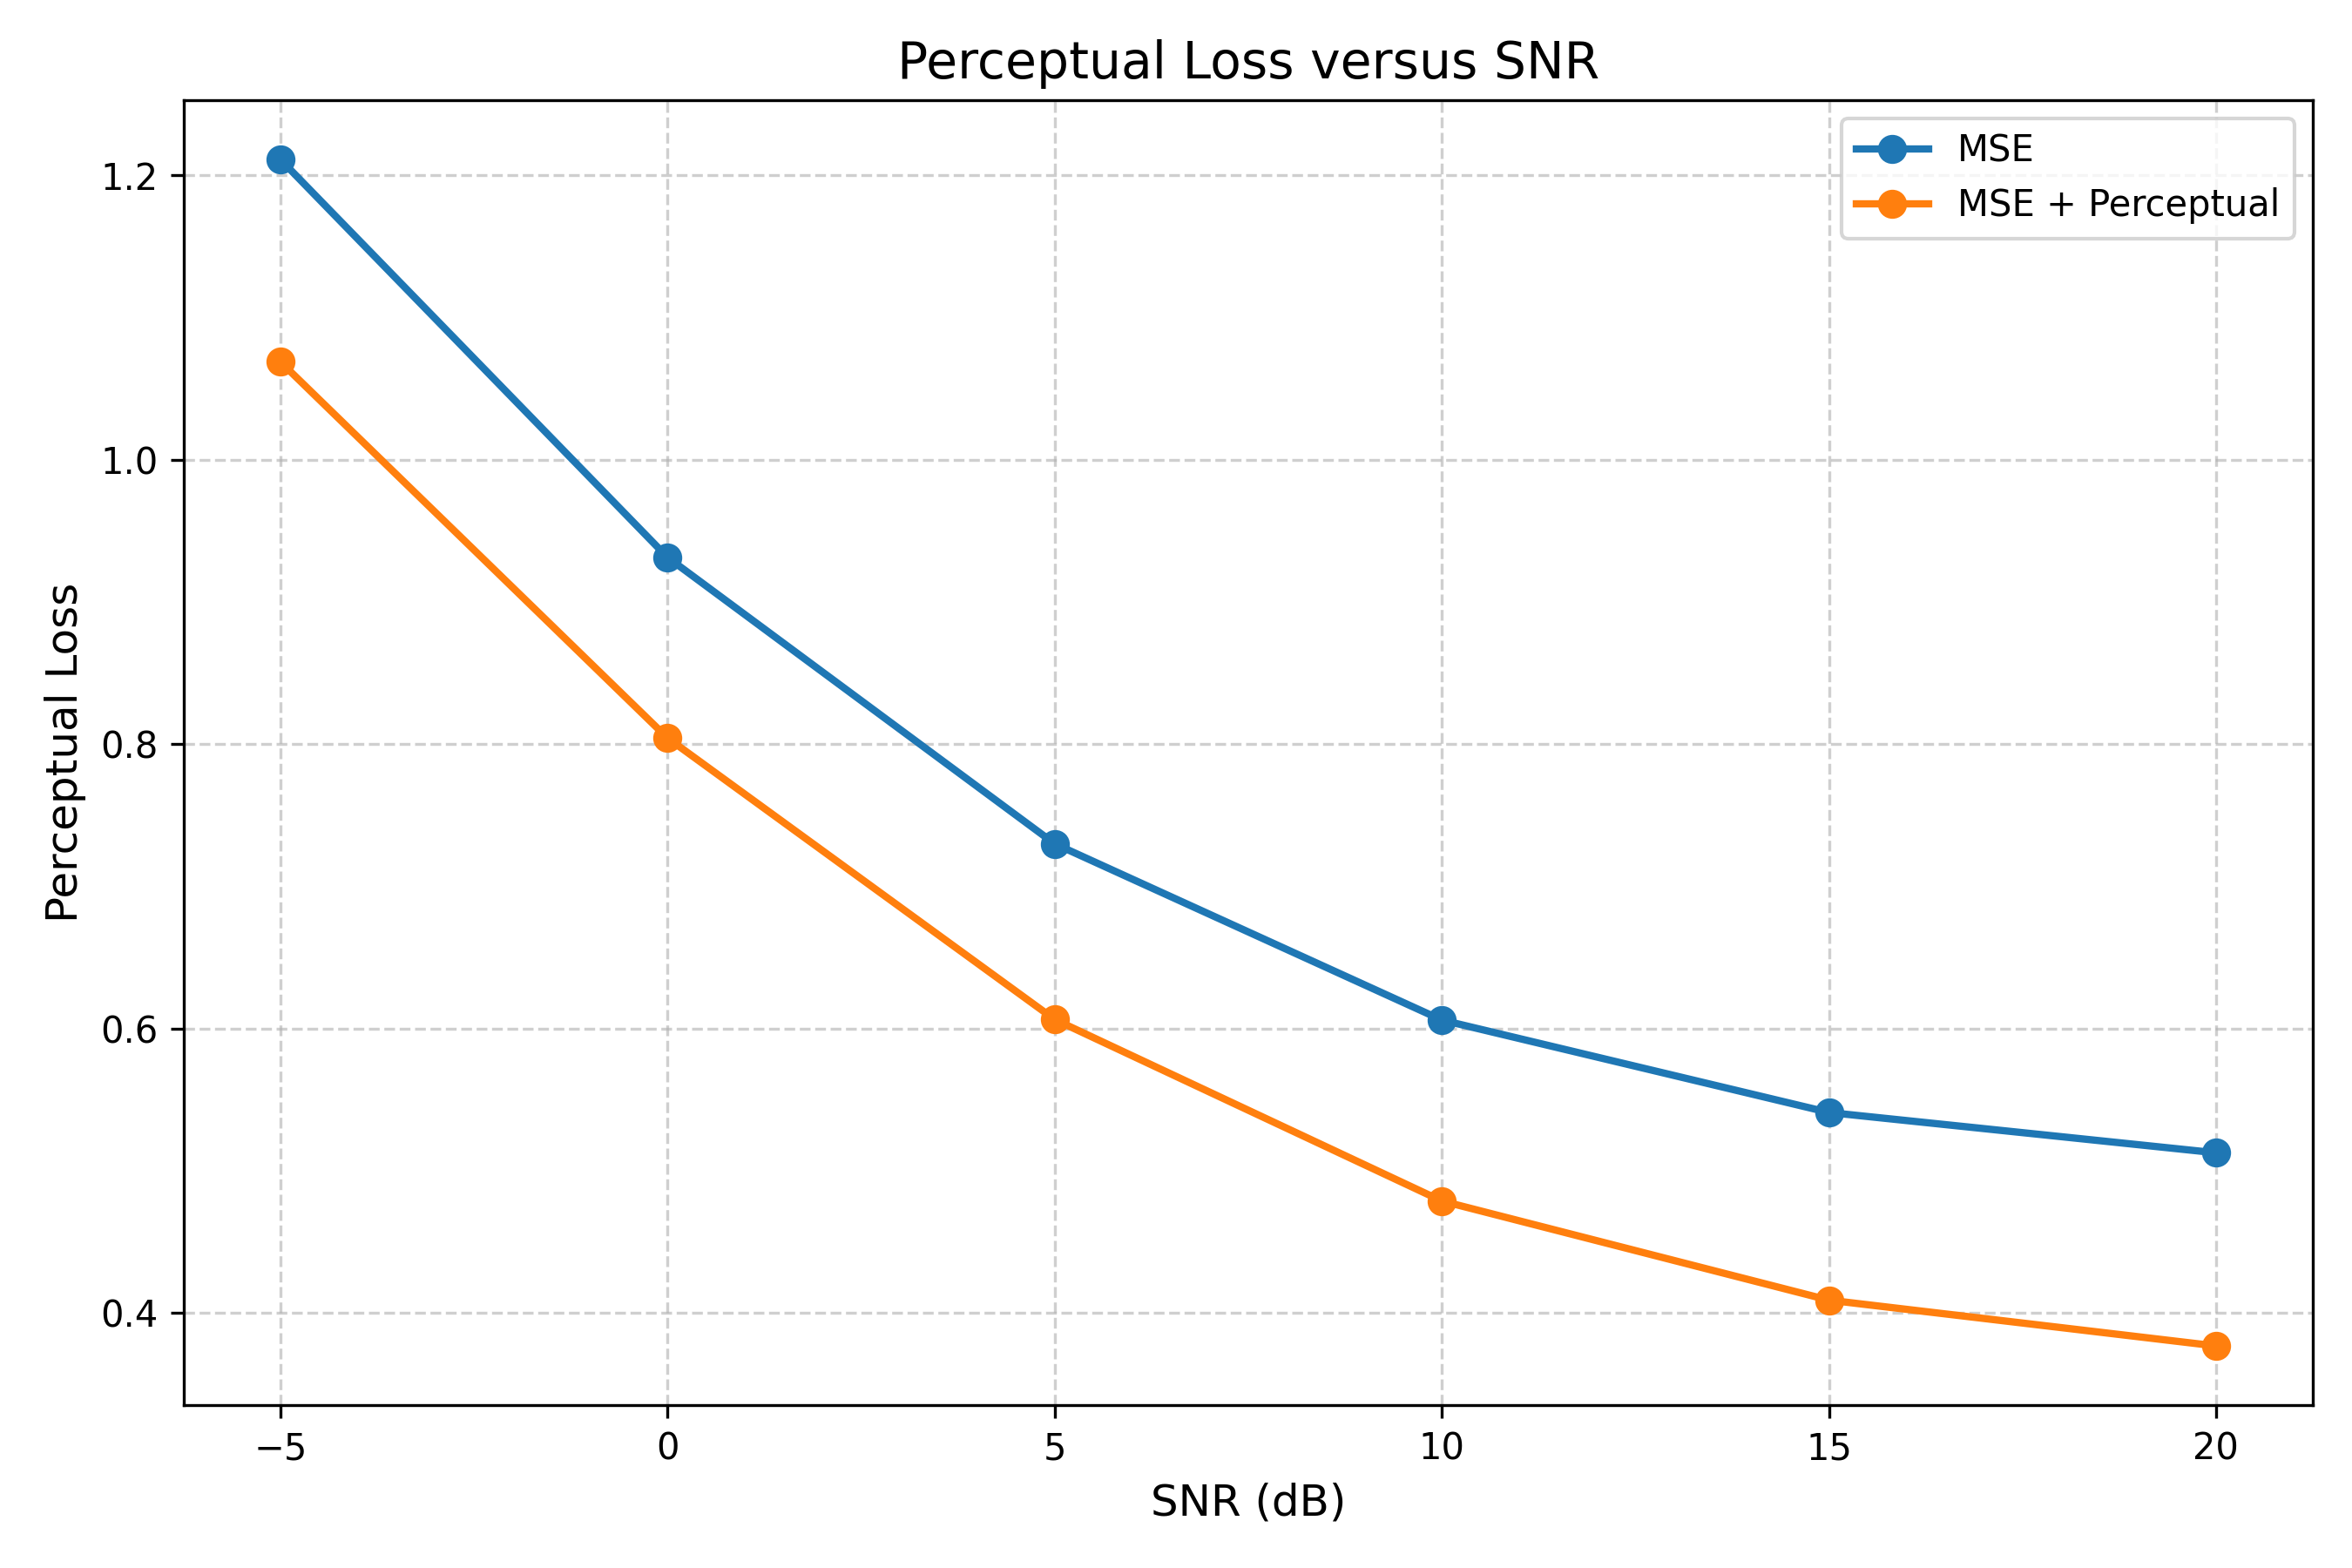 Perceptual Loss versus SNR
MSE
MSE + Perceptual
1.2
1.0
0.8
0.6
0.4
Perceptual Loss
−5 0 5 10 15 20
SNR (dB)